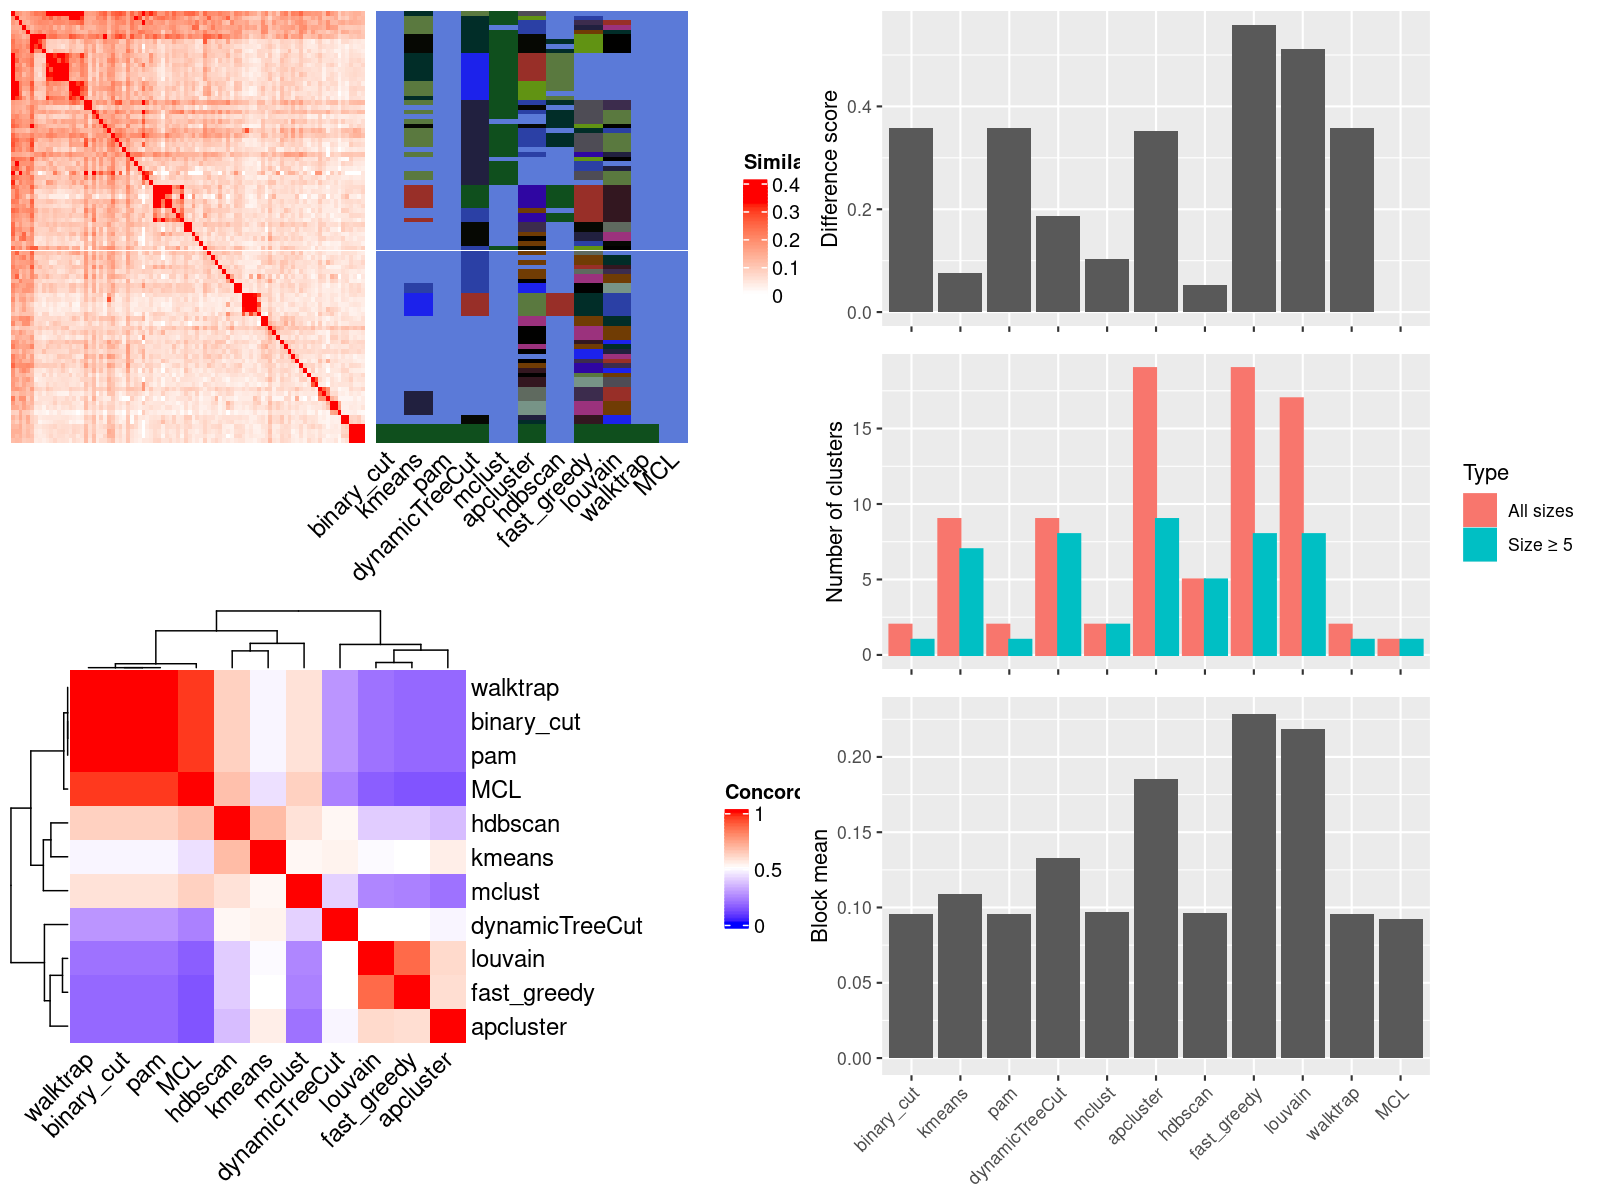 Simila
0.4
0.3
0.2
0.1
0
binary_cut
kmeans
pam
dynamicTreeCut
mclust
apcluster
hdbscan
fast_greedy
louvain
walktrap
MCL
walktrap
binary_cut
pam
MCL
hdbscan
kmeans
mclust
dynamicTreeCut
louvain
fast_greedy
apcluster
walktrap
binary_cut
pam
MCL
hdbscan
kmeans
mclust
dynamicTreeCut
louvain
fast_greedy
apcluster
Concord
1
0.5
0
Difference score
0.4
0.2
0.0
Number of clusters
15
10
5
0
Type
All sizes
Size ≥ 5
Block mean
0.20
0.15
0.10
0.05
0.00
binary_cut
kmeans
pam
dynamicTreeCut
mclust
apcluster
hdbscan
fast_greedy
louvain
walktrap
MCL